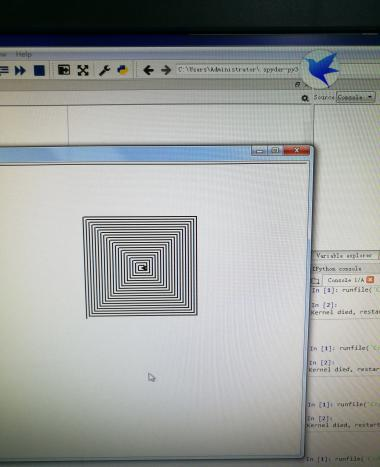 Help
C:\Users\Administrator\.spyder-py3
Source Console
Variable explorer
IPython console
Console 1/A
In [1]: runfile('C:
In [2]:
Kernel died, restar
In [1]: runfile('C:
In [2]:
Kernel died, restar
In [1]: runfile('C:
In [2]:
Kernel died, restart
In [1]: runfile('C: